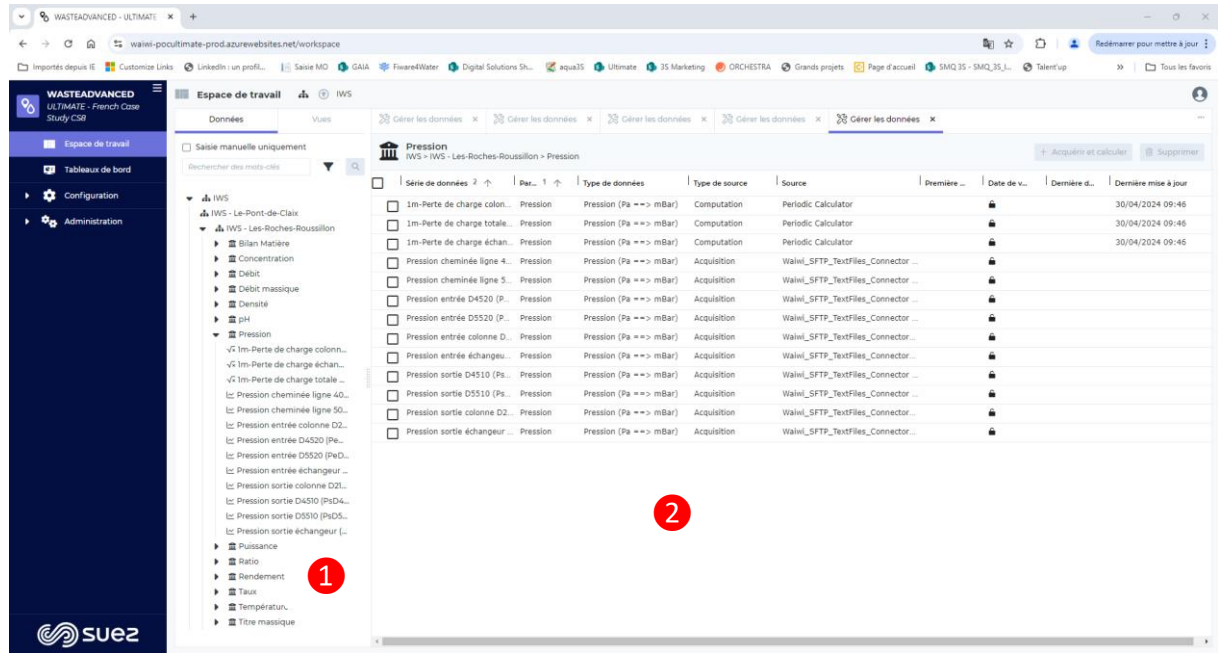 WASTEADVANCED - ULTIMATE
waiwi-pocultimate-prod.azurewebsites.net/workspace
Redémarrer pour mettre à jour
Importés depuis IE Customize Links LinkedIn : un profil... Saisie MO GAIA Fiware4Water Digital Solutions Sh... aqua3S Ultimate 3S Marketing ORCHESTRA Grands projets Page d'accueil SMQ 3S - SMQ_3S_I... Talent'up » Tous les favoris
WASTEADVANCED
ULTIMATE - French Case
Study CS8
Espace de travail
Tableaux de bord
Configuration
Administration
suez
Espace de travail IWS
Données Vues
Saisie manuelle uniquement
Rechercher des mots-clés
IWS
IWS - Le-Pont-de-Claix
IWS - Les-Roches-Roussillon
Bilan Matière
Concentration
Débit
Débit massique
Densité
pH
Pression
1m-Perte de charge colonn...
1m-Perte de charge échan...
1m-Perte de charge totale ...
Pression cheminée ligne 40...
Pression cheminée ligne 50...
Pression entrée colonne D2...
Pression entrée D4520 (Pe...
Pression entrée D5520 (PeD...
Pression entrée échangeur ...
Pression sortie colonne D21...
Pression sortie D4510 (PsD4...
Pression sortie D5510 (PsD5...
Pression sortie échangeur (...
Puissance
Ratio
Rendement
Taux
Températur...
Titre massique
1
Gérer les données × Gérer les données × Gérer les données × Gérer les données × Gérer les données ×
Pression
IWS > IWS - Les-Roches-Roussillon > Pression
+ Acquérir et calculer Supprimer
Série de données 2 ↑ Par... 1 ↑ Type de données Type de source Source Première ... Date de v... Dernière d... Dernière mise à jour
1m-Perte de charge colon... Pression Pression (Pa ==> mBar) Computation Periodic Calculator 30/04/2024 09:46
1m-Perte de charge totale... Pression Pression (Pa ==> mBar) Computation Periodic Calculator 30/04/2024 09:46
1m-Perte de charge échan... Pression Pression (Pa ==> mBar) Computation Periodic Calculator 30/04/2024 09:46
Pression cheminée ligne 4... Pression Pression (Pa ==> mBar) Acquisition Waiwi_SFTP_TextFiles_Connector ...
Pression cheminée ligne 5... Pression Pression (Pa ==> mBar) Acquisition Waiwi_SFTP_TextFiles_Connector ...
Pression entrée D4520 (P... Pression Pression (Pa ==> mBar) Acquisition Waiwi_SFTP_TextFiles_Connector ...
Pression entrée D5520 (P... Pression Pression (Pa ==> mBar) Acquisition Waiwi_SFTP_TextFiles_Connector ...
Pression entrée colonne D... Pression Pression (Pa ==> mBar) Acquisition Waiwi_SFTP_TextFiles_Connector...
Pression entrée échangeu... Pression Pression (Pa ==> mBar) Acquisition Waiwi_SFTP_TextFiles_Connector...
Pression sortie D4510 (Ps... Pression Pression (Pa ==> mBar) Acquisition Waiwi_SFTP_TextFiles_Connector ...
Pression sortie D5510 (Ps... Pression Pression (Pa ==> mBar) Acquisition Waiwi_SFTP_TextFiles_Connector ...
Pression sortie colonne D2... Pression Pression (Pa ==> mBar) Acquisition Waiwi_SFTP_TextFiles_Connector...
Pression sortie échangeur ... Pression Pression (Pa ==> mBar) Acquisition Waiwi_SFTP_TextFiles_Connector...
2